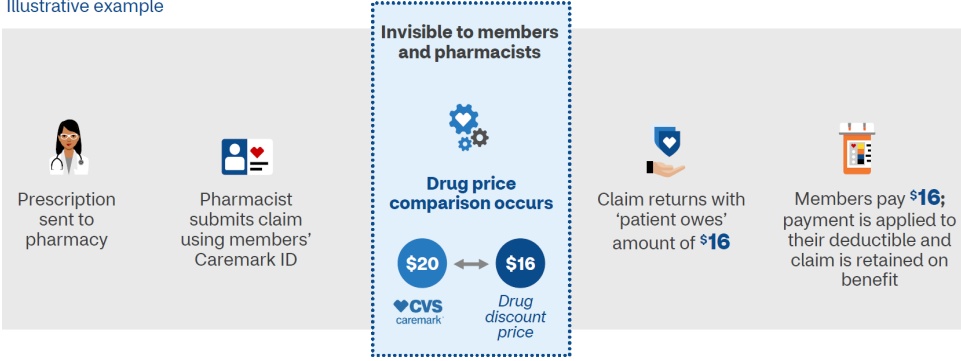 Illustrative example
Prescription
sent to
pharmacy
Pharmacist
submits claim
using members'
Caremark ID
Invisible to members
and pharmacists
Drug price
comparison occurs
$20
$16
CVS
caremark
Drug
discount
price
Claim returns with
'patient owes'
amount of $16
Members pay $16;
payment is applied to
their deductible and
claim is retained on
benefit